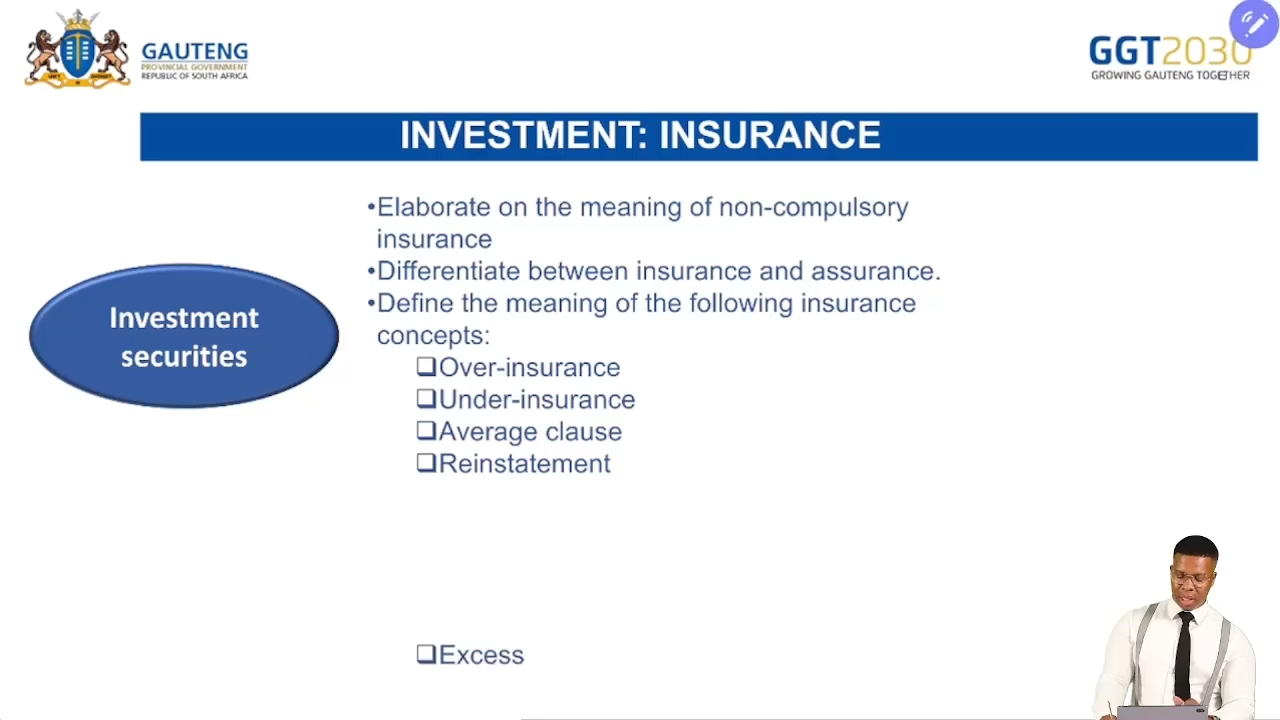 GAUTENG
PROVINCIAL GOVERNMENT
REPUBLIC OF SOUTH AFRICA
GGT2030
GROWING GAUTENG TOGETHER
INVESTMENT: INSURANCE
•Elaborate on the meaning of non-compulsory
insurance
•Differentiate between insurance and assurance.
•Define the meaning of the following insurance
concepts:
❑Over-insurance
❑Under-insurance
❑Average clause
❑Reinstatement
❑Excess
Investment
securities